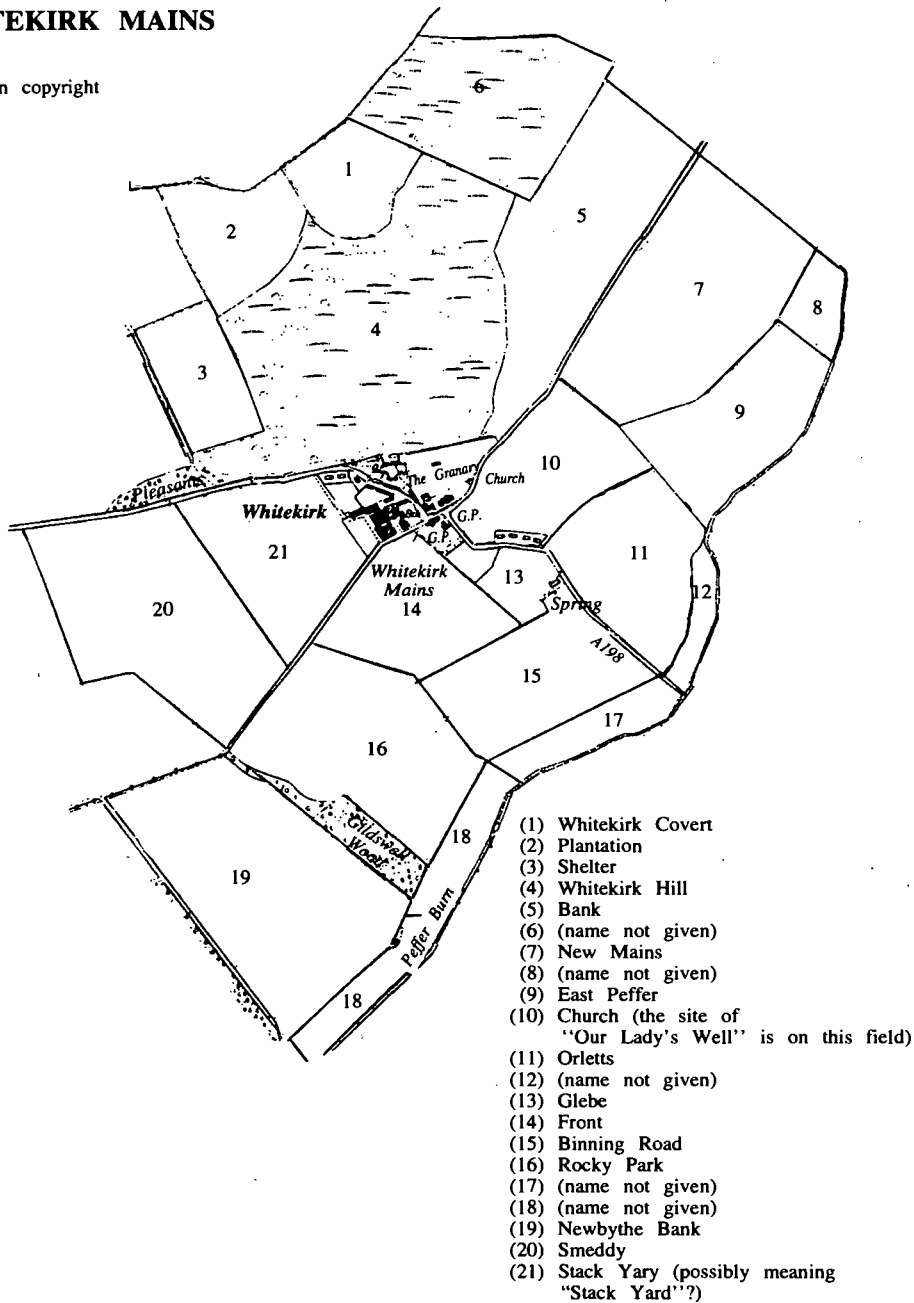 TEKIRK MAINS
n copyright
6
1
2
5
7
8
4
3
9
The Granary
Church
10
Pleasants
Whitekirk
G.P.
G.P.
21
11
Whitekirk
Mains
13
12
14
Spring
20
A198
15
17
16
Gildswell
Wood
18
19
Peffer Burn
18
(1) Whitekirk Covert
(2) Plantation
(3) Shelter
(4) Whitekirk Hill
(5) Bank
(6) (name not given)
(7) New Mains
(8) (name not given)
(9) East Peffer
(10) Church (the site of
"Our Lady's Well" is on this field)
(11) Orletts
(12) (name not given)
(13) Glebe
(14) Front
(15) Binning Road
(16) Rocky Park
(17) (name not given)
(18) (name not given)
(19) Newbythe Bank
(20) Smeddy
(21) Stack Yary (possibly meaning
"Stack Yard"?)